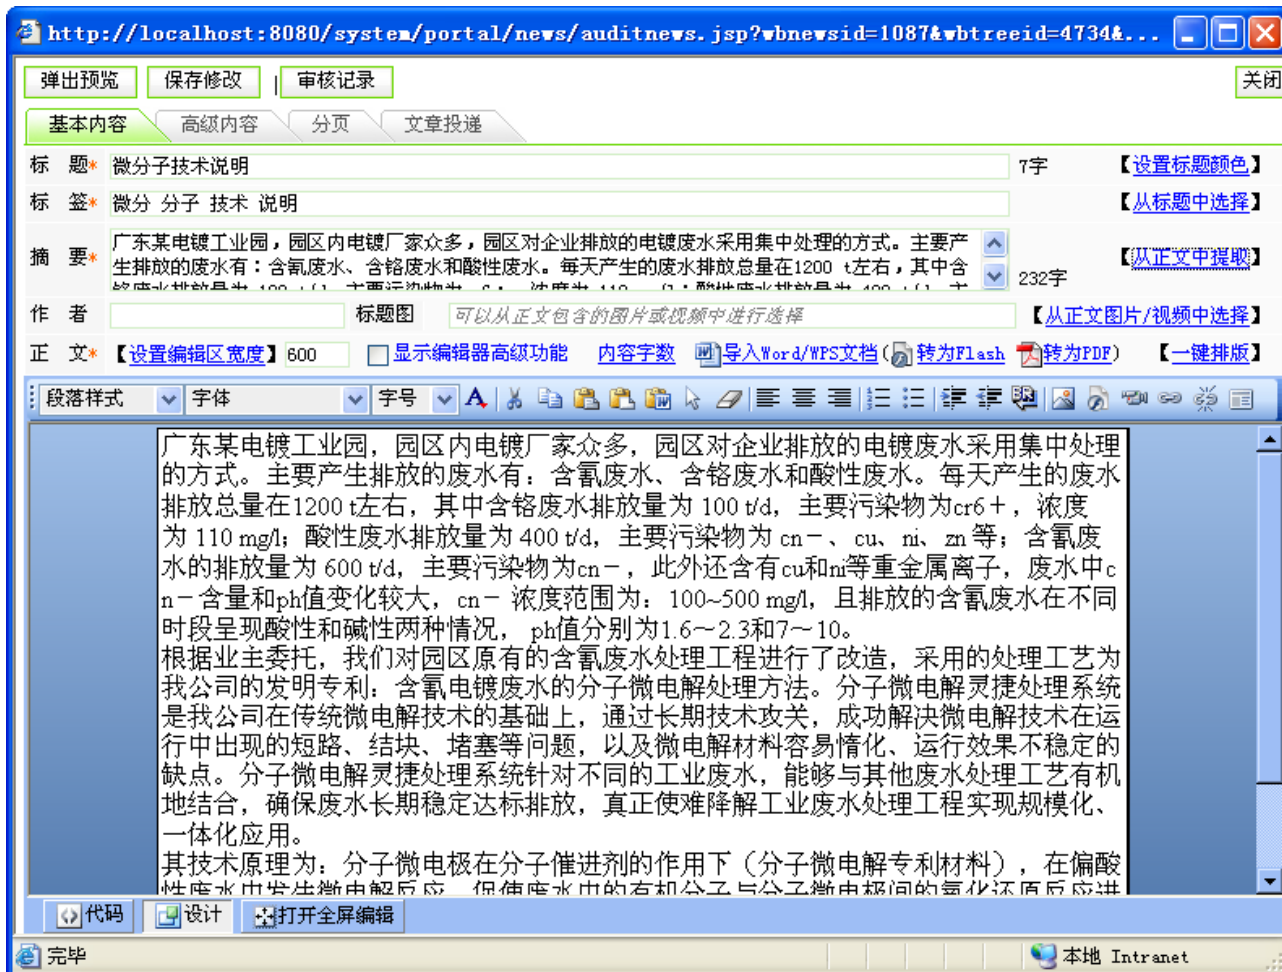 http://localhost:8080/system/portal/news/auditnews.jsp?wbnewsid=1087&wbtreeid=4734&...
弹出预览 保存修改 | 审核记录 关闭
基本内容 高级内容 分页 文章投递
标 题* 微分子技术说明 7字 【设置标题颜色】
标 签* 微分 分子 技术 说明 【从标题中选择】
摘 要* 广东某电镀工业园，园区内电镀厂家众多，园区对企业排放的电镀废水采用集中处理的方式。主要产
生排放的废水有：含氰废水、含铬废水和酸性废水。每天产生的废水排放总量在1200 t左右，其中含
232字 【从正文中提取】
作 者 标题图 可以从正文包含的图片或视频中进行选择 【从正文图片/视频中选择】
正 文* 【设置编辑区宽度】 600 显示编辑器高级功能 内容字数 导入Word/WPS文档( 转为Flash 转为PDF) 【一键排版】
段落样式 字体 字号
广东某电镀工业园，园区内电镀厂家众多，园区对企业排放的电镀废水采用集中处理
的方式。主要产生排放的废水有：含氰废水、含铬废水和酸性废水。每天产生的废水
排放总量在1200 t左右，其中含铬废水排放量为 100 t/d，主要污染物为cr6＋，浓度
为 110 mg/l；酸性废水排放量为 400 t/d，主要污染物为 cn－、cu、ni、zn 等；含氰废
水的排放量为 600 t/d，主要污染物为cn－，此外还含有cu和ni等重金属离子，废水中c
n－含量和ph值变化较大，cn－ 浓度范围为：100~500 mg/l，且排放的含氰废水在不同
时段呈现酸性和碱性两种情况， ph值分别为1.6～2.3和7～10。
根据业主委托，我们对园区原有的含氰废水处理工程进行了改造，采用的处理工艺为
我公司的发明专利：含氰电镀废水的分子微电解处理方法。分子微电解灵捷处理系统
是我公司在传统微电解技术的基础上，通过长期技术攻关，成功解决微电解技术在运
行中出现的短路、结块、堵塞等问题，以及微电解材料容易惰化、运行效果不稳定的
缺点。分子微电解灵捷处理系统针对不同的工业废水，能够与其他废水处理工艺有机
地结合，确保废水长期稳定达标排放，真正使难降解工业废水处理工程实现规模化、
一体化应用。
其技术原理为：分子微电极在分子催进剂的作用下（分子微电解专利材料），在偏酸
性废水中发生微电解反应，促使废水中的有机分子与分子微电极间的氧化还原反应进
代码 设计 打开全屏编辑
完毕 本地 Intranet